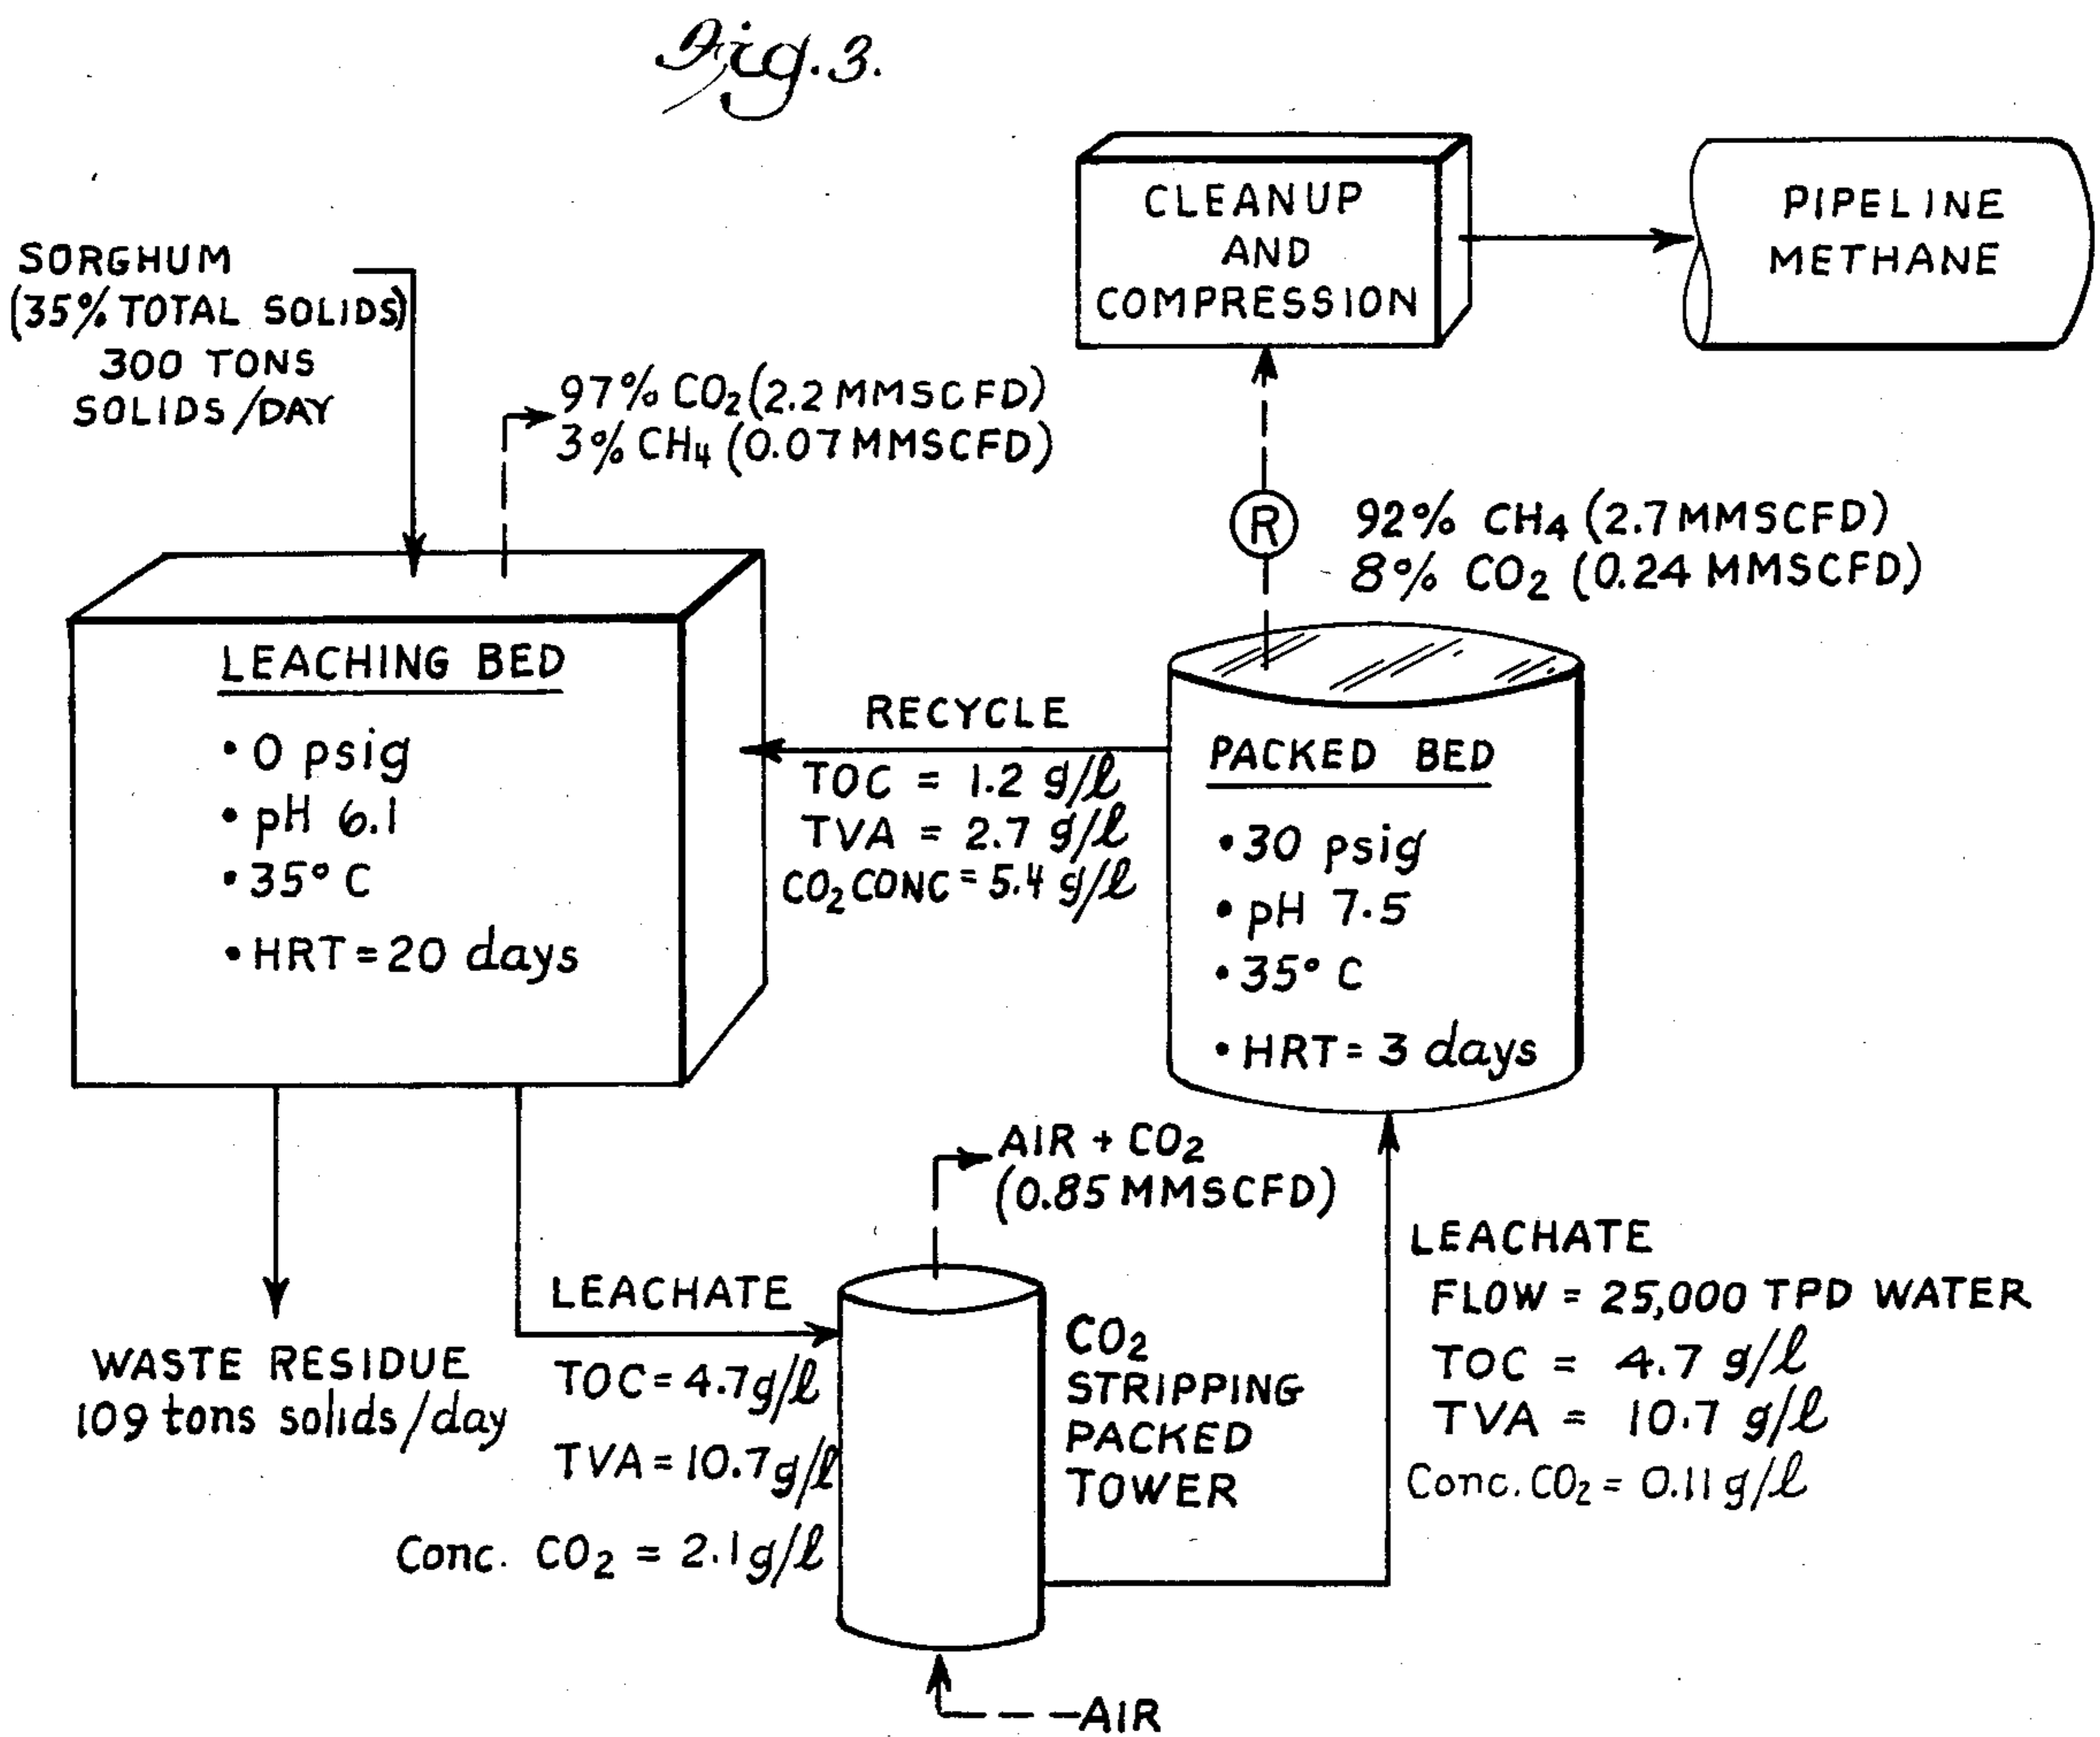 Fig. 3.
CLEANUP
AND
COMPRESSION
PIPELINE
METHANE
SORGHUM
(35% TOTAL SOLIDS)
300 TONS
SOLIDS/DAY
97% CO2 (2.2 MMSCFD)
3% CH4 (0.07 MMSCFD)
R
92% CH4 (2.7 MMSCFD)
8% CO2 (0.24 MMSCFD)
LEACHING BED
• 0 psig
• pH 6.1
• 35° C
• HRT = 20 days
RECYCLE
TOC = 1.2 g/l
TVA = 2.7 g/l
CO2 CONC = 5.4 g/l
PACKED BED
• 30 psig
• pH 7.5
• 35° C
• HRT = 3 days
AIR + CO2
(0.85 MMSCFD)
LEACHATE
FLOW = 25,000 TPD WATER
TOC = 4.7 g/l
TVA = 10.7 g/l
Conc. CO2 = 0.11 g/l
WASTE RESIDUE
109 tons solids/day
LEACHATE
TOC = 4.7 g/l
TVA = 10.7 g/l
Conc. CO2 = 2.1 g/l
CO2
STRIPPING
PACKED
TOWER
AIR